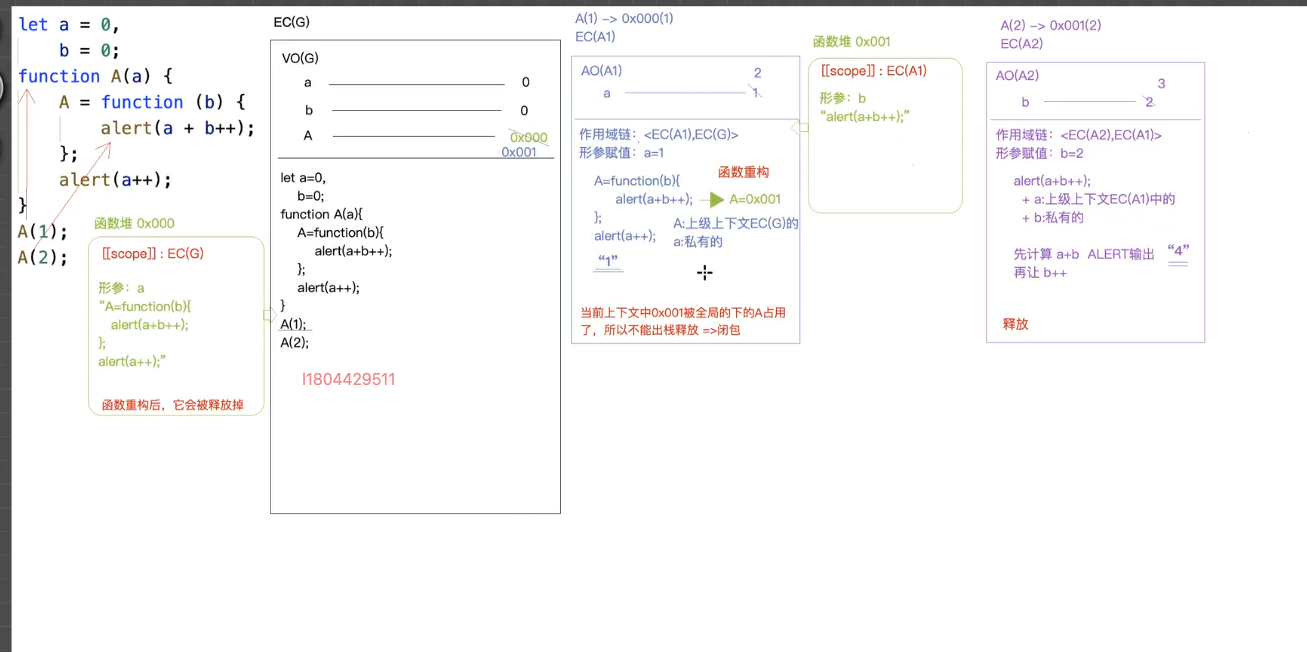 let a = 0,
b = 0;
function A(a) {
A = function (b) {
alert(a + b++);
};
alert(a++);
}
A(1);
A(2);
函数堆 0x000
[[scope]] : EC(G)
形参：a
“A=function(b){
alert(a+b++);
};
alert(a++);”
函数重构后，它会被释放掉
EC(G)
VO(G)
a 0
b 0
A 0x000
0x001
let a=0,
b=0;
function A(a){
A=function(b){
alert(a+b++);
};
alert(a++);
}
A(1);
A(2);
l1804429511
A(1) -> 0x000(1)
EC(A1)
AO(A1)
2
a 1
作用域链：<EC(A1),EC(G)>
形参赋值：a=1
函数重构
A=function(b){
alert(a+b++); A=0x001
};
alert(a++);
A:上级上下文EC(G)的
a:私有的
“1”
当前上下文中0x001被全局的下的A占用
了，所以不能出栈释放 =>闭包
函数堆 0x001
[[scope]] : EC(A1)
形参：b
“alert(a+b++);”
A(2) -> 0x001(2)
EC(A2)
AO(A2)
3
b 2
作用域链：<EC(A2),EC(A1)>
形参赋值：b=2
alert(a+b++);
+ a:上级上下文EC(A1)中的
+ b:私有的
先计算 a+b ALERT输出 “4”
再让 b++
释放